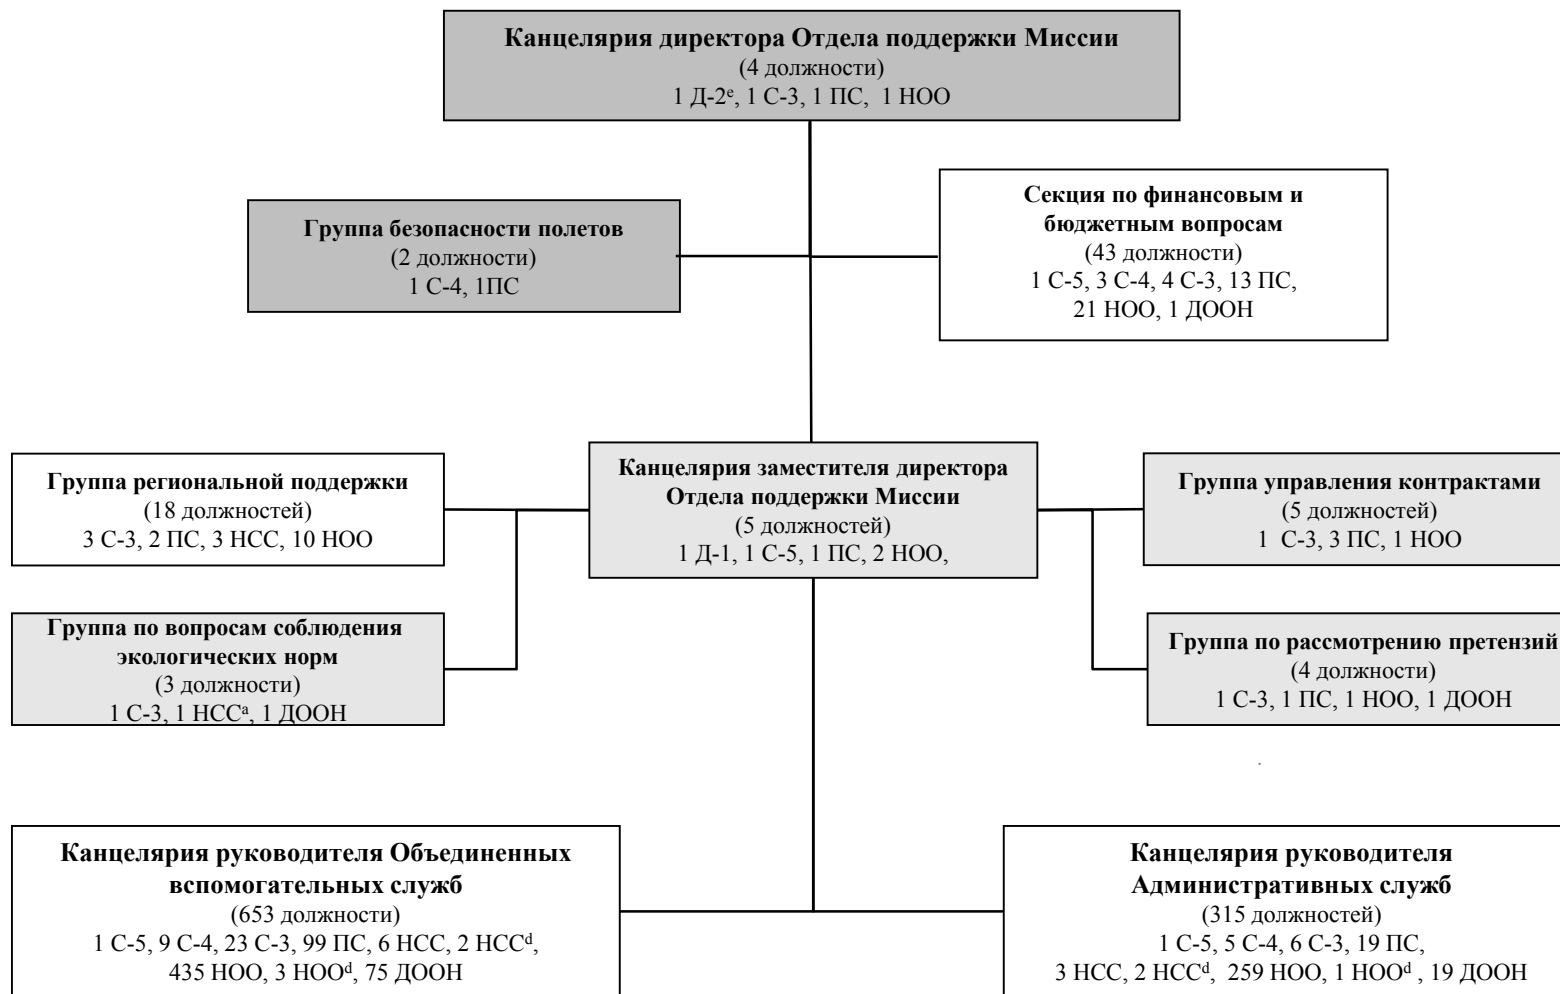 Канцелярия директора Отдела поддержки Миссии
(4 должности)
1 Д-2ᵉ, 1 С-3, 1 ПС, 1 НОО
Группа безопасности полетов
(2 должности)
1 С-4, 1ПС
Секция по финансовым и
бюджетным вопросам
(43 должности)
1 С-5, 3 С-4, 4 С-3, 13 ПС,
21 НОО, 1 ДООН
Группа региональной поддержки
(18 должностей)
3 С-3, 2 ПС, 3 НСС, 10 НОО
Канцелярия заместителя директора
Отдела поддержки Миссии
(5 должностей)
1 Д-1, 1 С-5, 1 ПС, 2 НОО,
Группа управления контрактами
(5 должностей)
1 С-3, 3 ПС, 1 НОО
Группа по вопросам соблюдения
экологических норм
(3 должности)
1 С-3, 1 НССᵃ, 1 ДООН
Группа по рассмотрению претензий
(4 должности)
1 С-3, 1 ПС, 1 НОО, 1 ДООН
Канцелярия руководителя Объединенных
вспомогательных служб
(653 должности)
1 С-5, 9 С-4, 23 С-3, 99 ПС, 6 НСС, 2 НССᵈ,
435 НОО, 3 НООᵈ, 75 ДООН
Канцелярия руководителя
Административных служб
(315 должностей)
1 С-5, 5 С-4, 6 С-3, 19 ПС,
3 НСС, 2 НССᵈ, 259 НОО, 1 НООᵈ , 19 ДООН